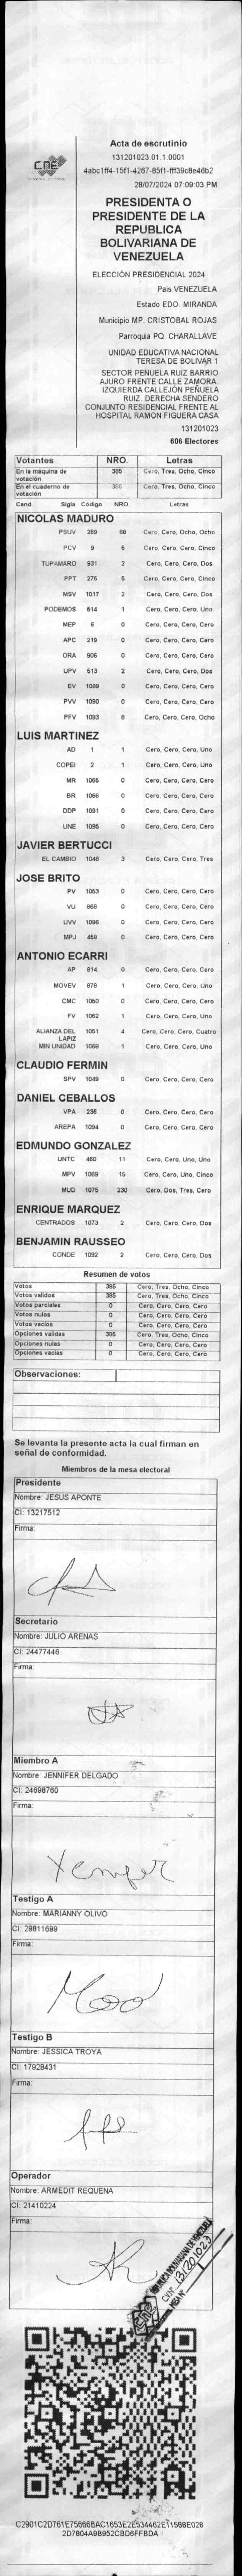 CNE
Acta de escrutinio
131201023.01.1.0001
4abc1ff4-15f1-4267-85f1-fff39c8e46b2
28/07/2024 07:09:03 PM
PRESIDENTA O
PRESIDENTE DE LA
REPUBLICA
BOLIVARIANA DE
VENEZUELA
ELECCIÓN PRESIDENCIAL 2024
Pais VENEZUELA
Estado EDO. MIRANDA
Municipio MP. CRISTOBAL ROJAS
Parroquia PQ. CHARALLAVE
UNIDAD EDUCATIVA NACIONAL
TERESA DE BOLIVAR 1
SECTOR PEÑUELA RUIZ BARRIO
AJURO FRENTE CALLE ZAMORA.
IZQUIERDA CALLEJÓN PEÑUELA
RUIZ. DERECHA SENDERO
CONJUNTO RESIDENCIAL FRENTE AL
HOSPITAL RAMON FIGUERA CASA
131201023
606 Electores
Votantes NRO. Letras
En la máquina de votación 385 Cero, Tres, Ocho, Cinco
En el cuaderno de votación 385 Cero, Tres, Ocho, Cinco
Cand. Sigla Código NRO. Letras
NICOLAS MADURO
PSUV 269 88 Cero, Cero, Ocho, Ocho
PCV 9 5 Cero, Cero, Cero, Cinco
TUPAMARO 931 2 Cero, Cero, Cero, Dos
PPT 276 5 Cero, Cero, Cero, Cinco
MSV 1017 2 Cero, Cero, Cero, Dos
PODEMOS 514 1 Cero, Cero, Cero, Uno
MEP 6 0 Cero, Cero, Cero, Cero
APC 219 0 Cero, Cero, Cero, Cero
ORA 906 0 Cero, Cero, Cero, Cero
UPV 513 2 Cero, Cero, Cero, Dos
EV 1089 0 Cero, Cero, Cero, Cero
PVV 1090 0 Cero, Cero, Cero, Cero
PFV 1093 8 Cero, Cero, Cero, Ocho
LUIS MARTINEZ
AD 1 1 Cero, Cero, Cero, Uno
COPEI 2 1 Cero, Cero, Cero, Uno
MR 1065 0 Cero, Cero, Cero, Cero
BR 1066 0 Cero, Cero, Cero, Cero
DDP 1091 0 Cero, Cero, Cero, Cero
UNE 1095 0 Cero, Cero, Cero, Cero
JAVIER BERTUCCI
EL CAMBIO 1048 3 Cero, Cero, Cero, Tres
JOSE BRITO
PV 1053 0 Cero, Cero, Cero, Cero
VU 868 0 Cero, Cero, Cero, Cero
UVV 1096 0 Cero, Cero, Cero, Cero
MPJ 458 0 Cero, Cero, Cero, Cero
ANTONIO ECARRI
AP 814 0 Cero, Cero, Cero, Cero
MOVEV 878 1 Cero, Cero, Cero, Uno
CMC 1050 0 Cero, Cero, Cero, Cero
FV 1062 1 Cero, Cero, Cero, Uno
ALIANZA DEL LAPIZ 1051 4 Cero, Cero, Cero, Cuatro
MIN UNIDAD 1068 1 Cero, Cero, Cero, Uno
CLAUDIO FERMIN
SPV 1049 0 Cero, Cero, Cero, Cero
DANIEL CEBALLOS
VPA 236 0 Cero, Cero, Cero, Cero
AREPA 1094 0 Cero, Cero, Cero, Cero
EDMUNDO GONZALEZ
UNTC 460 11 Cero, Cero, Uno, Uno
MPV 1069 15 Cero, Cero, Uno, Cinco
MUD 1075 230 Cero, Dos, Tres, Cero
ENRIQUE MARQUEZ
CENTRADOS 1073 2 Cero, Cero, Cero, Dos
BENJAMIN RAUSSEO
CONDE 1092 2 Cero, Cero, Cero, Dos
Resumen de votos
Votos 385 Cero, Tres, Ocho, Cinco
Votos validos 385 Cero, Tres, Ocho, Cinco
Votos parciales 0 Cero, Cero, Cero, Cero
Votos nulos 0 Cero, Cero, Cero, Cero
Votos vacios 0 Cero, Cero, Cero, Cero
Opciones validas 385 Cero, Tres, Ocho, Cinco
Opciones nulas 0 Cero, Cero, Cero, Cero
Opciones vacias 0 Cero, Cero, Cero, Cero
Observaciones:
Se levanta la presente acta la cual firman en
señal de conformidad.
Miembros de la mesa electoral
Presidente
Nombre: JESUS APONTE
CI: 13217512
Firma:
Secretario
Nombre: JULIO ARENAS
CI: 24477446
Firma:
Miembro A
Nombre: JENNIFER DELGADO
CI: 24698760
Firma:
Testigo A
Nombre: MARIANNY OLIVO
CI: 29811699
Firma:
Testigo B
Nombre: JESSICA TROYA
CI: 17928431
Firma:
Operador
Nombre: ARMEDIT REQUENA
CI: 21410224
Firma:
REPUBLICA BOLIVARIANA DE VENEZUELA
CNE
131201023
C2901C2D761E75666BAC1653E2E534462E11588E026
2D7804A9B952CBD6FFBDA